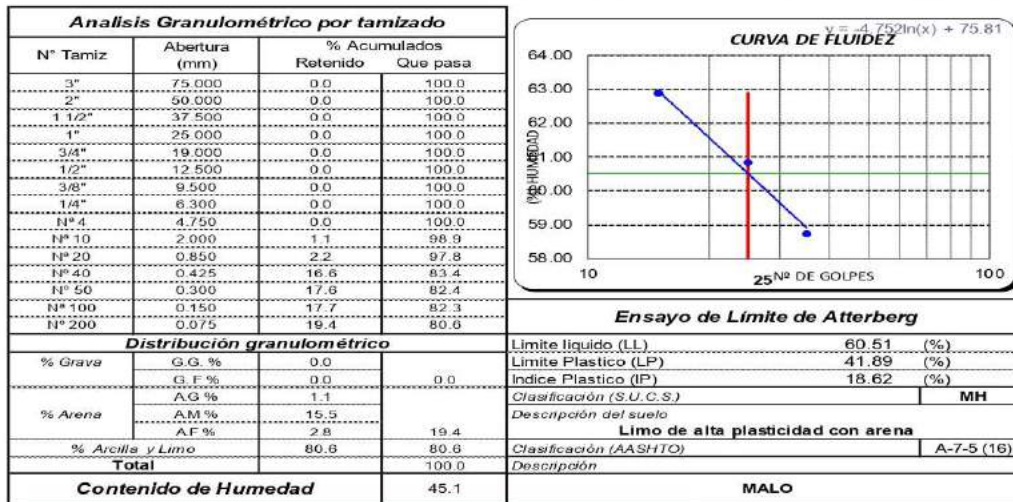 Analisis Granulométrico por tamizado
N° Tamiz Abertura (mm) % Acumulados
Retenido Que pasa
3" 75.000 0.0 100.0
2" 50.000 0.0 100.0
1 1/2" 37.500 0.0 100.0
1" 25.000 0.0 100.0
3/4" 19.000 0.0 100.0
1/2" 12.500 0.0 100.0
3/8" 9.500 0.0 100.0
1/4" 6.300 0.0 100.0
Nª 4 4.750 0.0 100.0
Nª 10 2.000 1.1 98.9
Nª 20 0.850 2.2 97.8
Nº 40 0.425 16.6 83.4
N° 50 0.300 17.6 82.4
Nª 100 0.150 17.7 82.3
N° 200 0.075 19.4 80.6
Distribución granulométrico
% Grava G.G. % 0.0
G. F % 0.0 0.0
A.G % 1.1
% Arena A.M % 15.5
A.F % 2.8 19.4
% Arcilla y Limo 80.6 80.6
Total 100.0
Contenido de Humedad 45.1
y = -4.752ln(x) + 75.81
CURVA DE FLUIDEZ
64.00
63.00
62.00
61.00
60.00
59.00
58.00
(%) HUMEDAD
10 25 Nº DE GOLPES 100
Ensayo de Límite de Atterberg
Limite liquido (LL) 60.51 (%)
Limite Plastico (LP) 41.89 (%)
Indice Plastico (IP) 18.62 (%)
Clasificación (S.U.C.S.) MH
Descripción del suelo
Limo de alta plasticidad con arena
Clasificación (AASHTO) A-7-5 (16)
Descripción
MALO